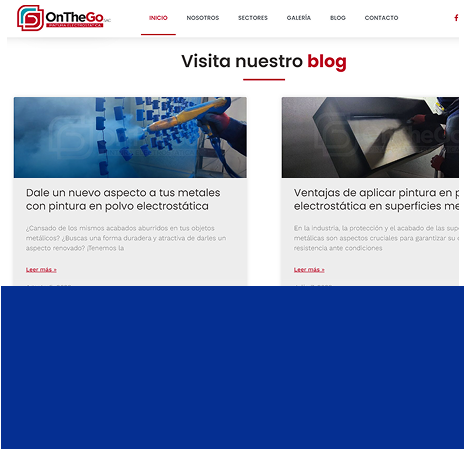 OnTheGo SAC
PINTURA ELECTROSTÁTICA
INICIO NOSOTROS SECTORES GALERÍA BLOG CONTACTO
Visita nuestro blog
Dale un nuevo aspecto a tus metales
con pintura en polvo electrostática
¿Cansado de los mismos acabados aburridos en tus objetos
metálicos? ¿Buscas una forma duradera y atractiva de darles un
aspecto renovado? ¡Tenemos la
Leer más »
Ventajas de aplicar pintura en p
electrostática en superficies me
En la industria, la protección y el acabado de las sup
metálicas son aspectos cruciales para garantizar su
resistencia ante condiciones
Leer más »